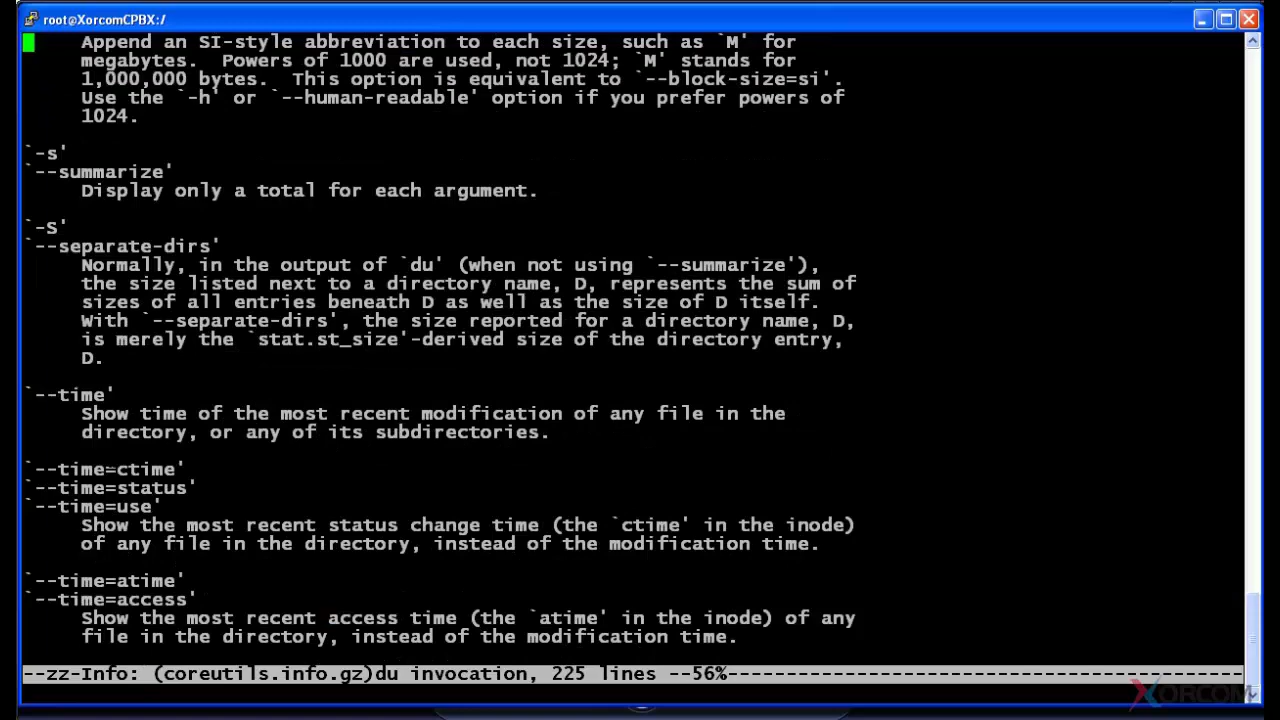 root@XorcomCPBX:/
Append an SI-style abbreviation to each size, such as `M' for
megabytes.  Powers of 1000 are used, not 1024; `M' stands for
1,000,000 bytes.  This option is equivalent to `--block-size=si'.
Use the `-h' or `--human-readable' option if you prefer powers of
1024.
`-s'
`--summarize'
Display only a total for each argument.
`-S'
`--separate-dirs'
Normally, in the output of `du' (when not using `--summarize'),
the size listed next to a directory name, D, represents the sum of
sizes of all entries beneath D as well as the size of D itself.
With `--separate-dirs', the size reported for a directory name, D,
is merely the `stat.st_size'-derived size of the directory entry,
D.
`--time'
Show time of the most recent modification of any file in the
directory, or any of its subdirectories.
`--time=ctime'
`--time=status'
`--time=use'
Show the most recent status change time (the `ctime' in the inode)
of any file in the directory, instead of the modification time.
`--time=atime'
`--time=access'
Show the most recent access time (the `atime' in the inode) of any
file in the directory, instead of the modification time.
--zz-Info: (coreutils.info.gz)du invocation, 225 lines --56%--------------------------------------------
XORCOM